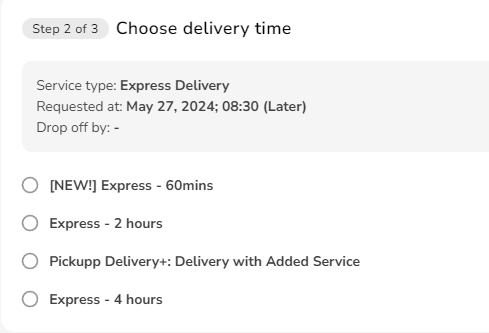 Step 2 of 3 Choose delivery time
Service type: Express Delivery
Requested at: May 27, 2024; 08:30 (Later)
Drop off by: -
[NEW!] Express - 60mins
Express - 2 hours
Pickupp Delivery+: Delivery with Added Service
Express - 4 hours